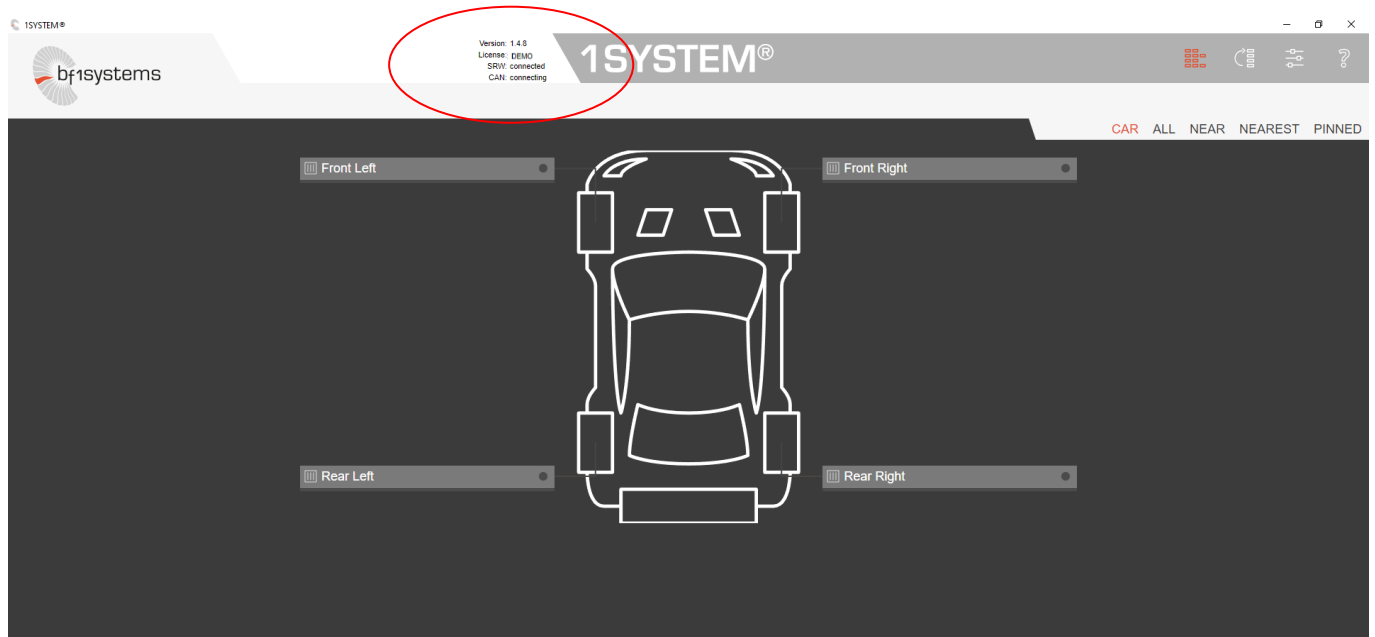 1SYSTEM®
bf1systems
Version: 1.4.8
License: DEMO
SRW: connected
CAN: connecting
1SYSTEM®
CAR ALL NEAR NEAREST PINNED
Front Left
Front Right
Rear Left
Rear Right